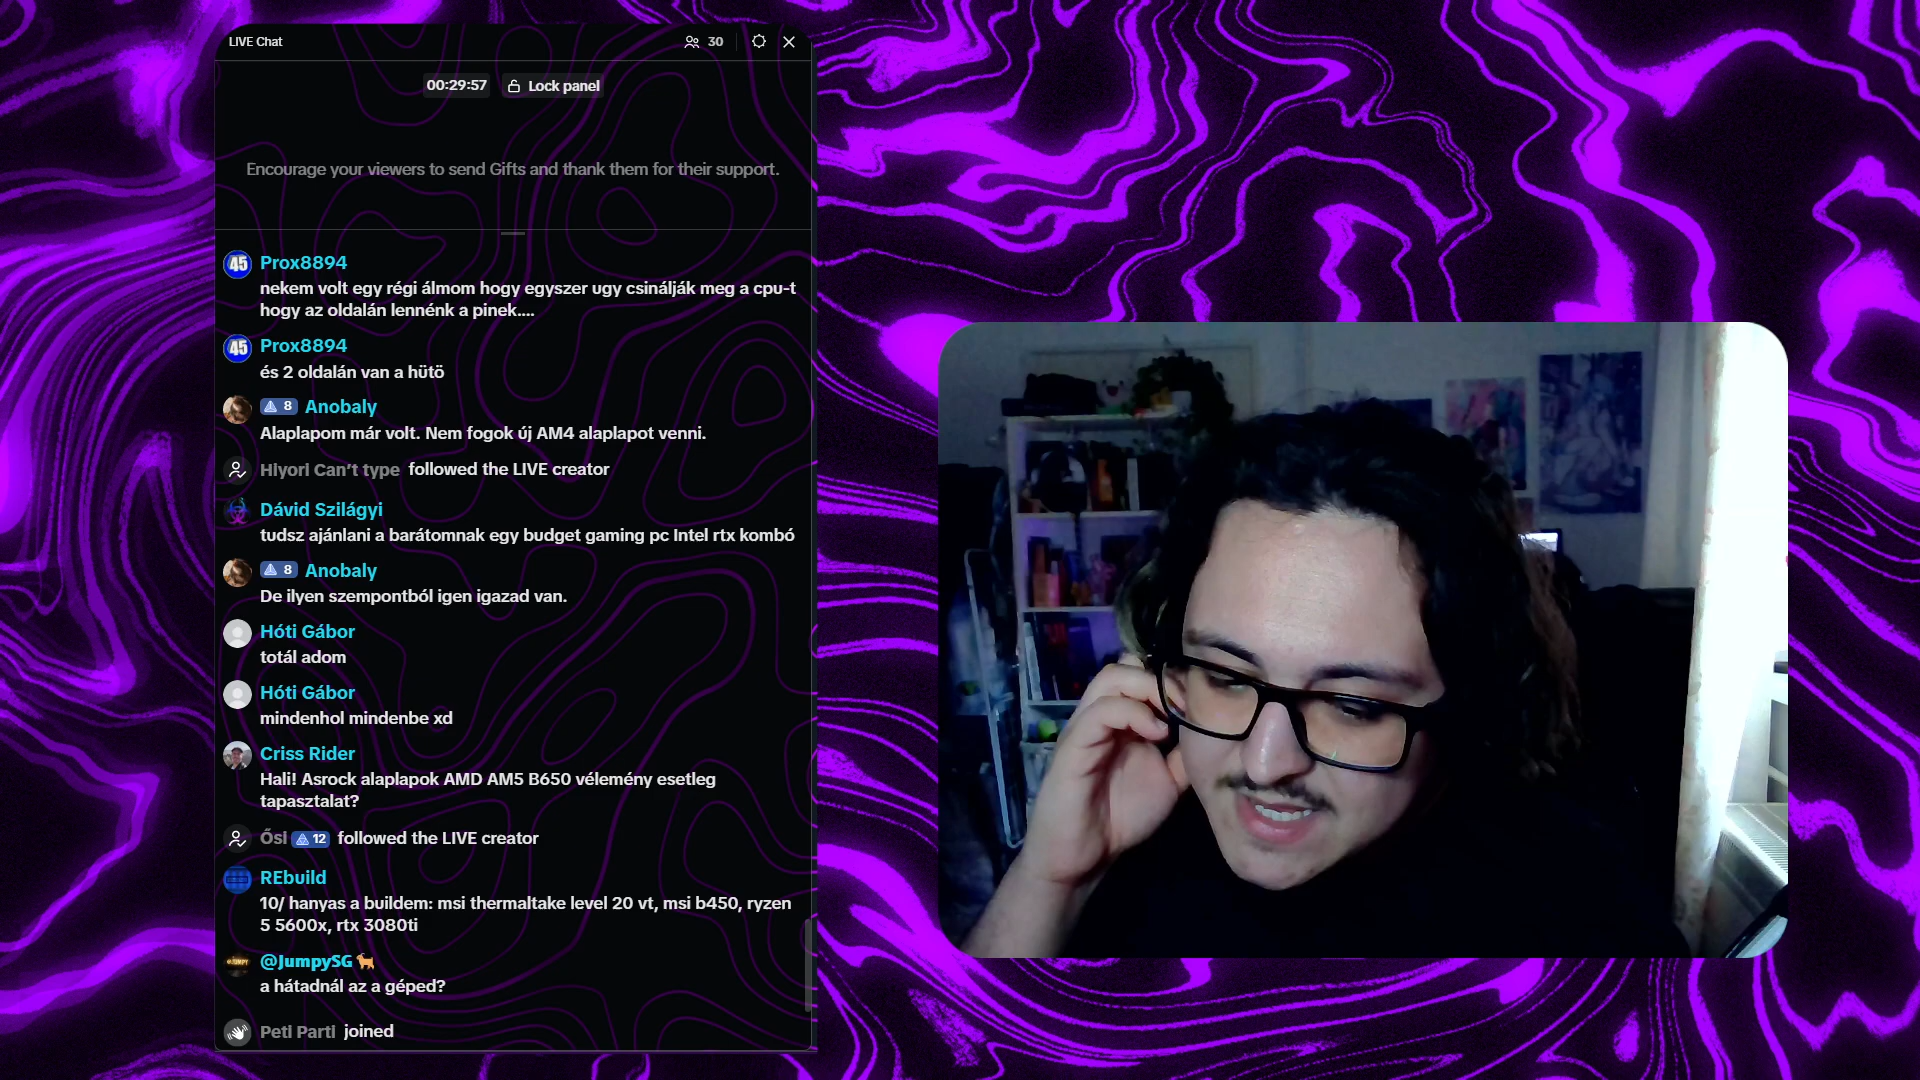 LIVE Chat
30
00:29:57
Lock panel
Encourage your viewers to send Gifts and thank them for their support.
45
Prox8894
nekem volt egy régi álmom hogy egyszer ugy csinálják meg a cpu-t
hogy az oldalán lennénk a pinek....
45
Prox8894
és 2 oldalán van a hütö
8 Anobaly
Alaplapom már volt. Nem fogok új AM4 alaplapot venni.
Hiyori Can't type followed the LIVE creator
Dávid Szilágyi
tudsz ajánlani a barátomnak egy budget gaming pc Intel rtx kombó
8 Anobaly
De ilyen szempontból igen igazad van.
Hóti Gábor
totál adom
Hóti Gábor
mindenhol mindenbe xd
Criss Rider
Hali! Asrock alaplapok AMD AM5 B650 vélemény esetleg
tapasztalat?
Ősi 12 followed the LIVE creator
REbuild
10/ hanyas a buildem: msi thermaltake level 20 vt, msi b450, ryzen
5 5600x, rtx 3080ti
@JumpySG🐕
a hátadnál az a géped?
Peti Parti joined